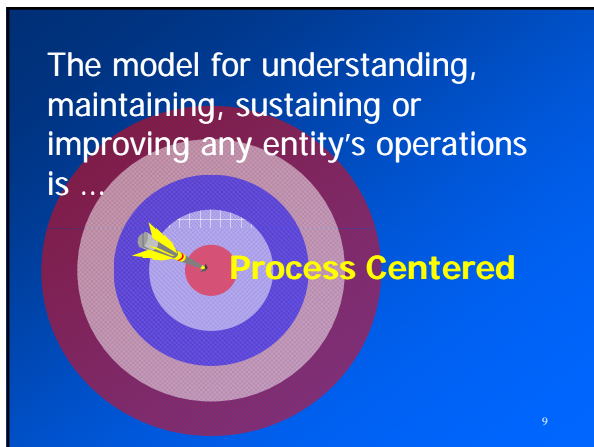 The model for understanding,
maintaining, sustaining or
improving any entity's operations
is ...
Process Centered
9